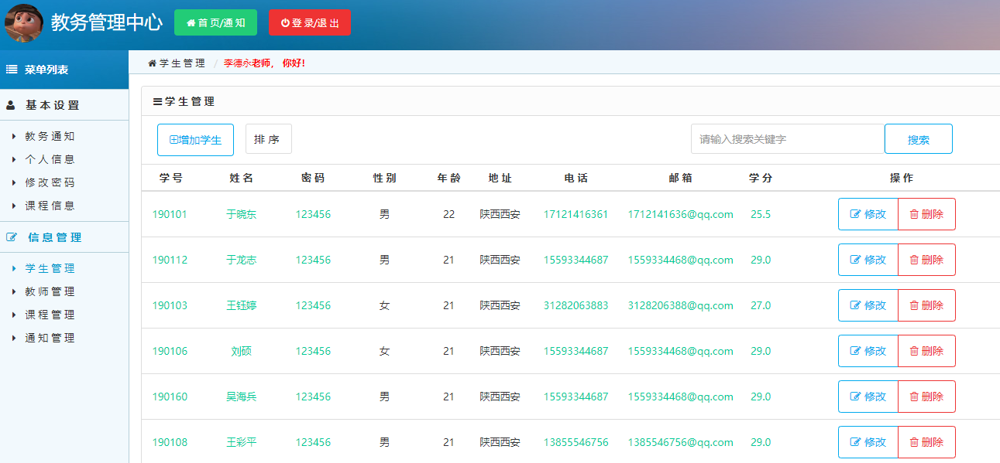 教务管理中心 首页/通知 登录/退出
菜单列表
学生管理 / 李德永老师， 你好!
基本设置
教务通知
个人信息
修改密码
课程信息
信息管理
学生管理
教师管理
课程管理
通知管理
学生管理
增加学生 排序 请输入搜索关键字 搜索
学号 姓名 密码 性别 年龄 地址 电话 邮箱 学分 操作
190101 于晓东 123456 男 22 陕西西安 17121416361 1712141636@qq.com 25.5 修改 删除
190112 于龙志 123456 男 21 陕西西安 15593344687 1559334468@qq.com 29.0 修改 删除
190103 王钰婷 123456 女 21 陕西西安 31282063883 3128206388@qq.com 27.0 修改 删除
190106 刘硕 123456 女 21 陕西西安 15593344687 1559334468@qq.com 29.0 修改 删除
190160 吴海兵 123456 男 21 陕西西安 15593344687 1559334468@qq.com 29.0 修改 删除
190108 王彩平 123456 男 21 陕西西安 13855546756 1385546756@qq.com 29.0 修改 删除